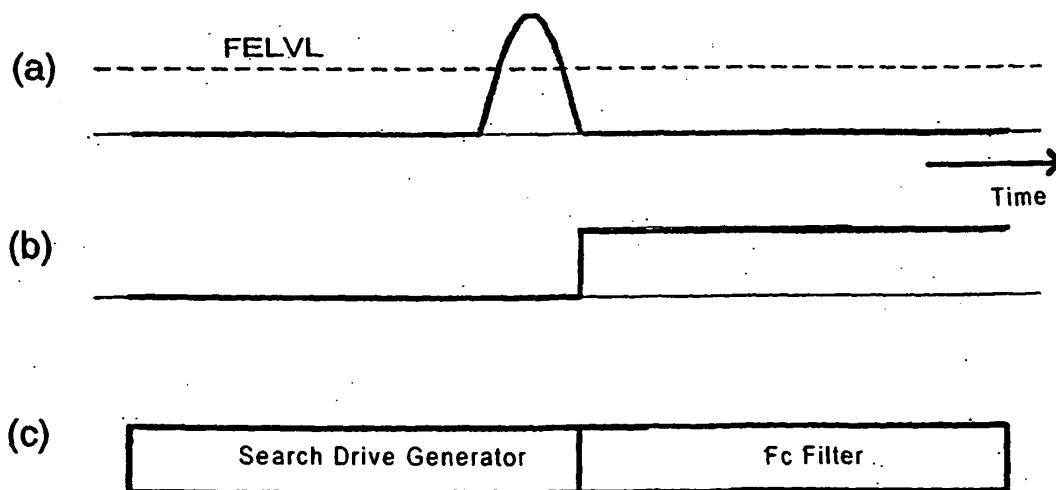 FELVL
(a)
Time
(b)
(c)
Search Drive Generator
Fc Filter